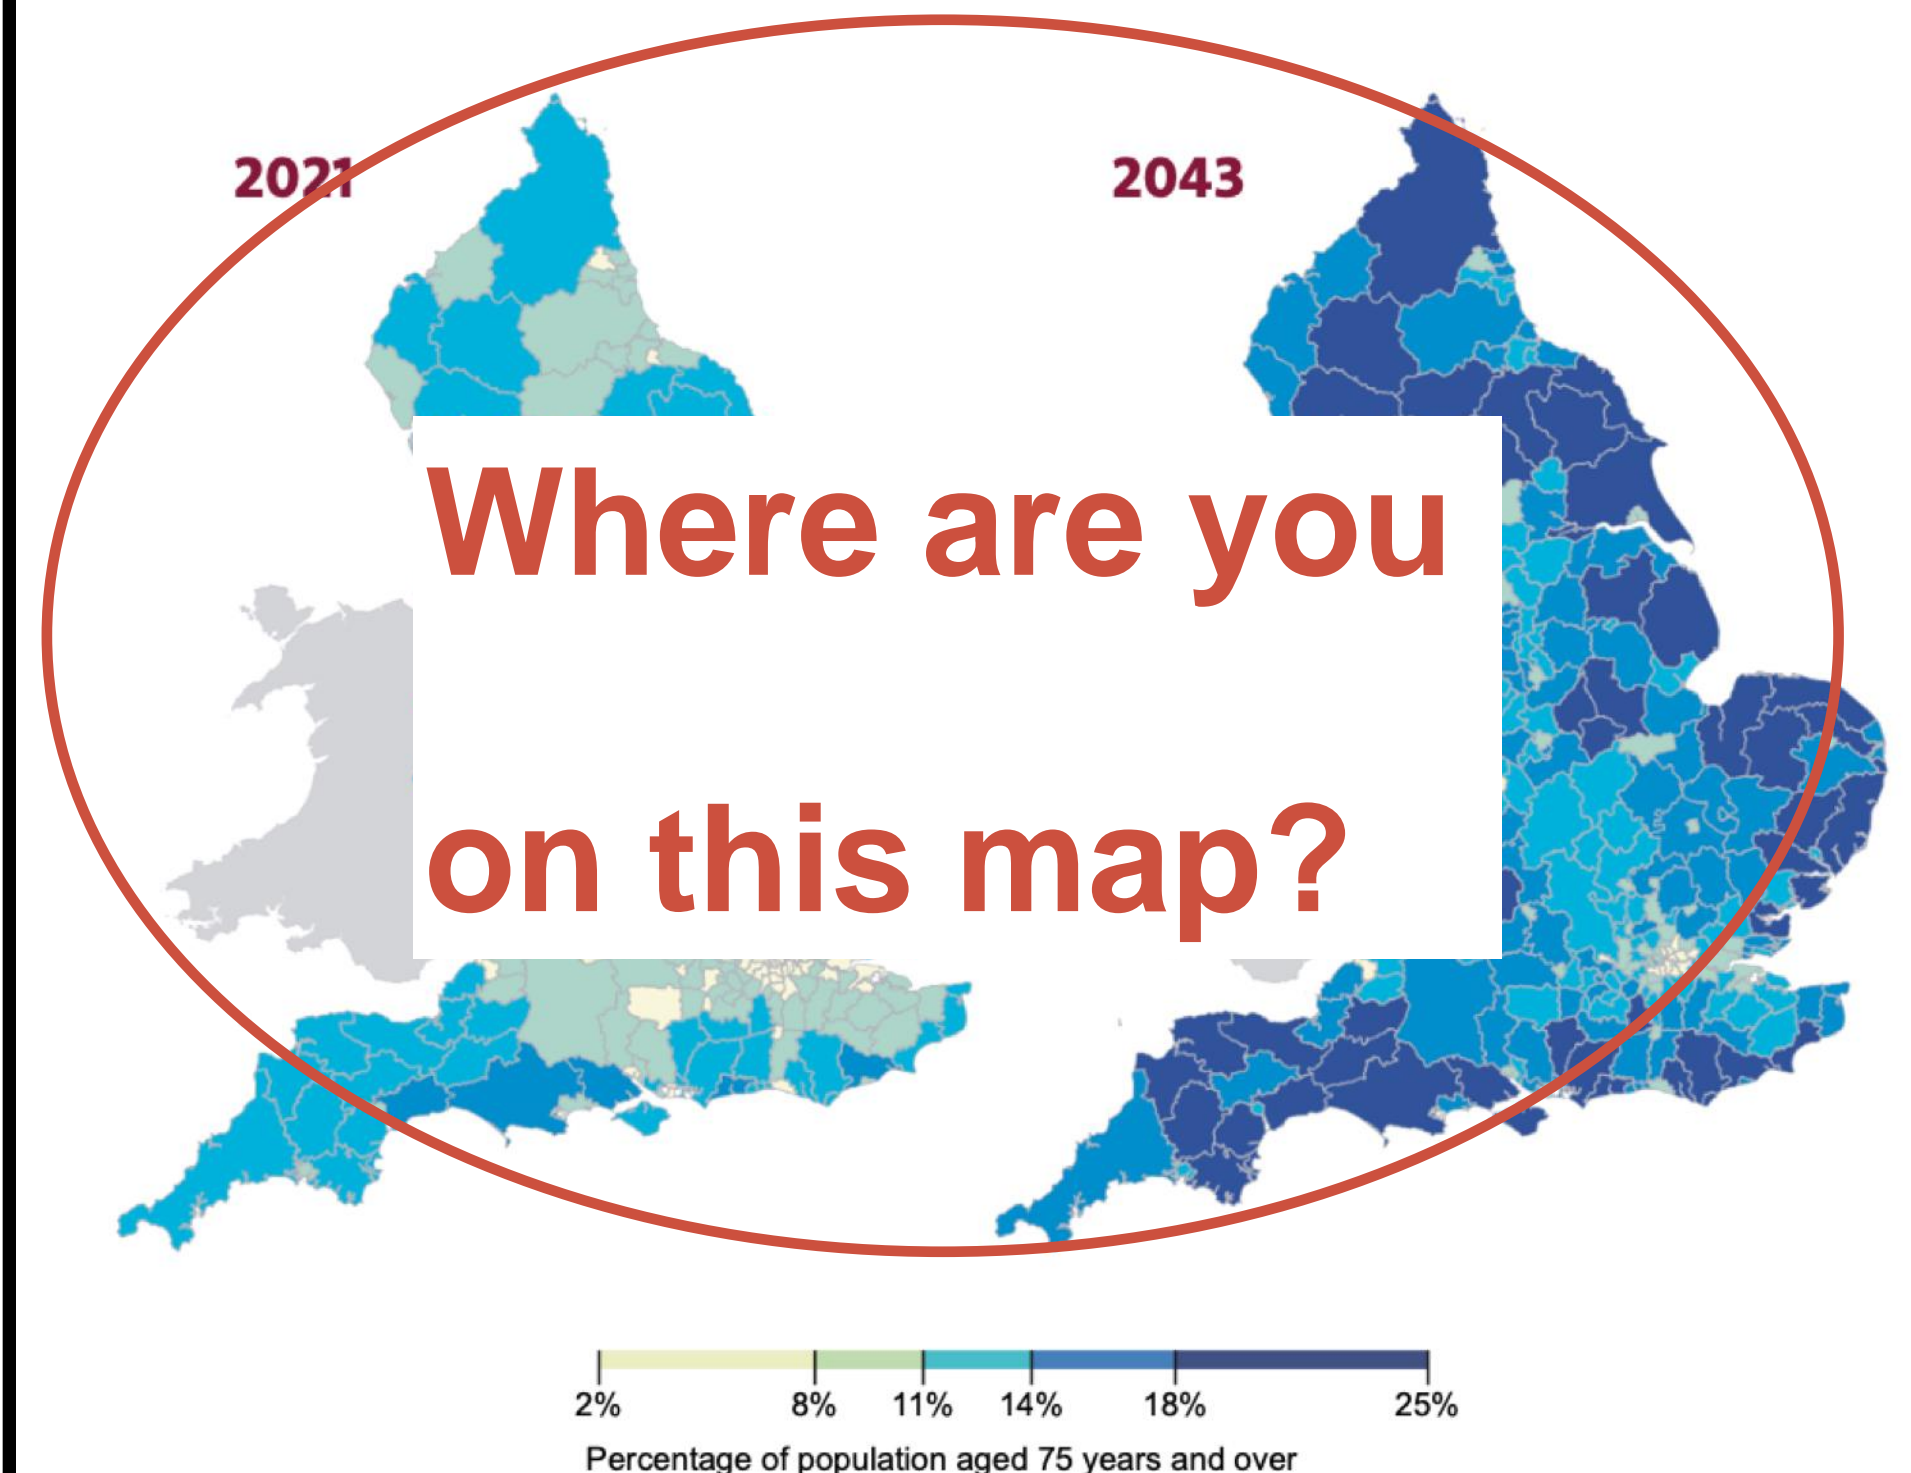 2021
2043
Where are you
on this map?
2% 8% 11% 14% 18% 25%
Percentage of population aged 75 years and over